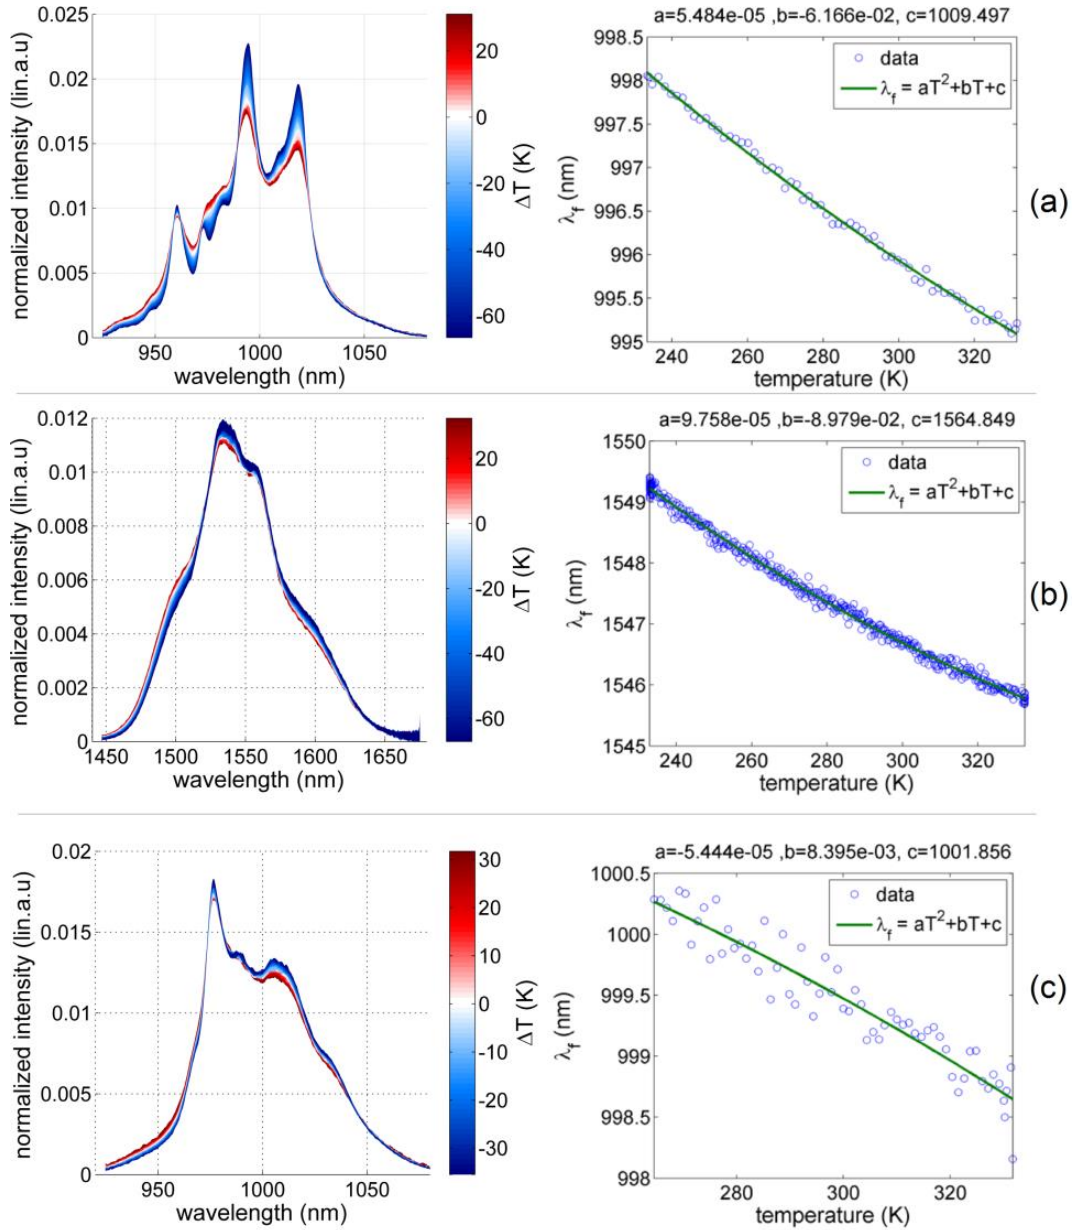 a=5.484e-05 ,b=-6.166e-02, c=1009.497
normalized intensity (lin.a.u)
0.025
0.02
0.015
0.01
0.005
0
950
1000
1050
wavelength (nm)
20
0
-20
-40
-60
ΔT (K)
998.5
998
997.5
997
996.5
996
995.5
995
λf (nm)
data
λf = aT²+bT+c
240
260
280
300
320
temperature (K)
(a)
a=9.758e-05 ,b=-8.979e-02, c=1564.849
normalized intensity (lin.a.u)
0.012
0.01
0.008
0.006
0.004
0.002
0
1450
1500
1550
1600
1650
wavelength (nm)
20
0
-20
-40
-60
ΔT (K)
1550
1549
1548
1547
1546
1545
λf (nm)
data
λf = aT²+bT+c
240
260
280
300
320
temperature (K)
(b)
a=-5.444e-05 ,b=8.395e-03, c=1001.856
normalized intensity (lin.a.u)
0.02
0.015
0.01
0.005
0
950
1000
1050
wavelength (nm)
30
20
10
0
-10
-20
-30
ΔT (K)
1000.5
1000
999.5
999
998.5
998
λf (nm)
data
λf = aT²+bT+c
280
300
320
temperature (K)
(c)